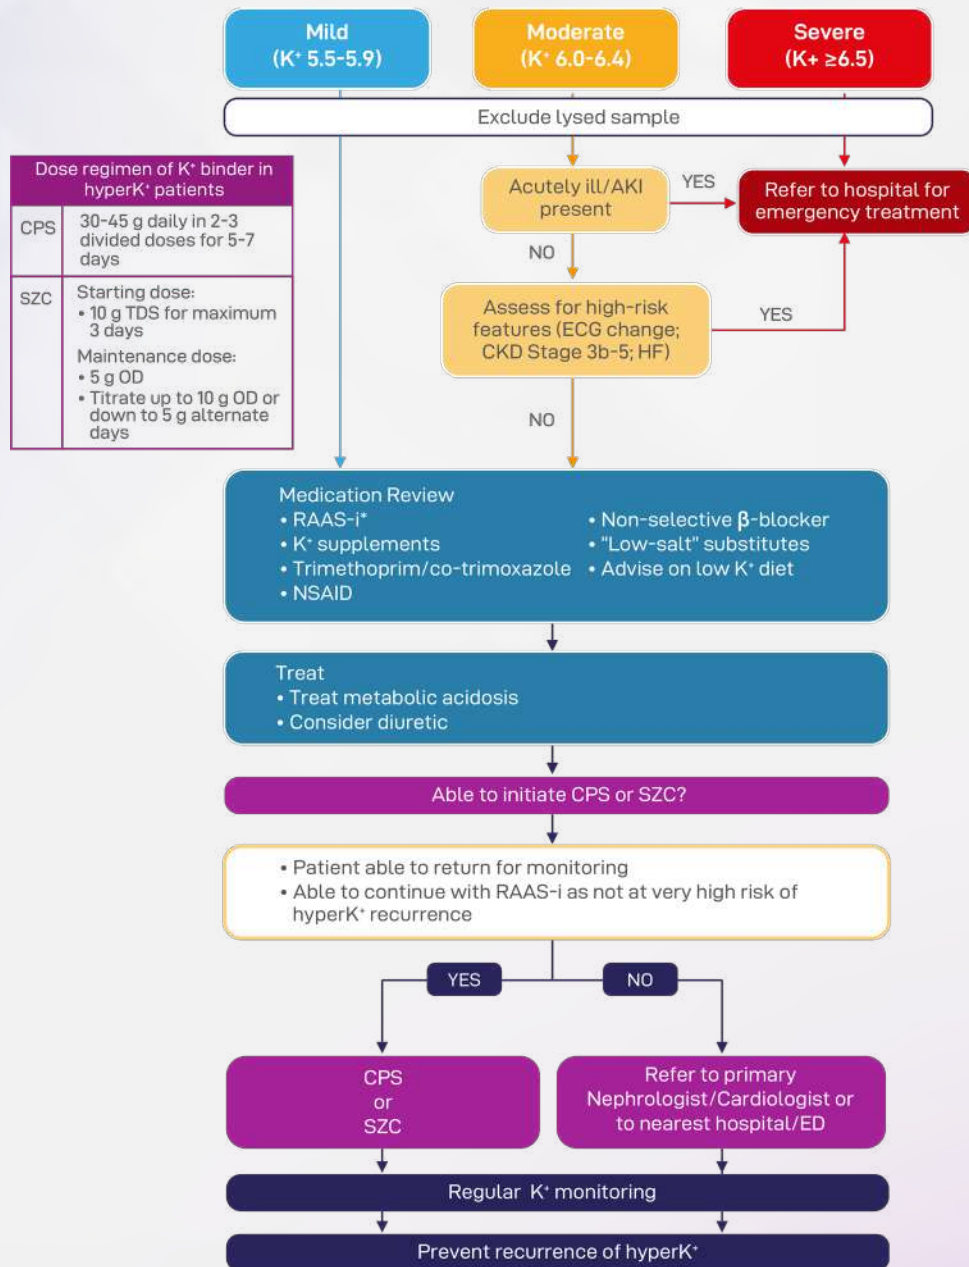 Mild
(K⁺ 5.5-5.9)
Moderate
(K⁺ 6.0-6.4)
Severe
(K+ ≥6.5)
Exclude lysed sample
Dose regimen of K⁺ binder in
hyperK⁺ patients
CPS
30-45 g daily in 2-3
divided doses for 5-7
days
SZC
Starting dose:
• 10 g TDS for maximum
3 days
Maintenance dose:
• 5 g OD
• Titrate up to 10 g OD or
down to 5 g alternate
days
Acutely ill/AKI
present
YES
Refer to hospital for
emergency treatment
NO
Assess for high-risk
features (ECG change;
CKD Stage 3b-5; HF)
YES
NO
Medication Review
• RAAS-i*
• K⁺ supplements
• Trimethoprim/co-trimoxazole
• NSAID
• Non-selective β-blocker
• "Low-salt" substitutes
• Advise on low K⁺ diet
Treat
• Treat metabolic acidosis
• Consider diuretic
Able to initiate CPS or SZC?
• Patient able to return for monitoring
• Able to continue with RAAS-i as not at very high risk of
hyperK⁺ recurrence
YES
NO
CPS
or
SZC
Refer to primary
Nephrologist/Cardiologist or
to nearest hospital/ED
Regular K⁺ monitoring
Prevent recurrence of hyperK⁺